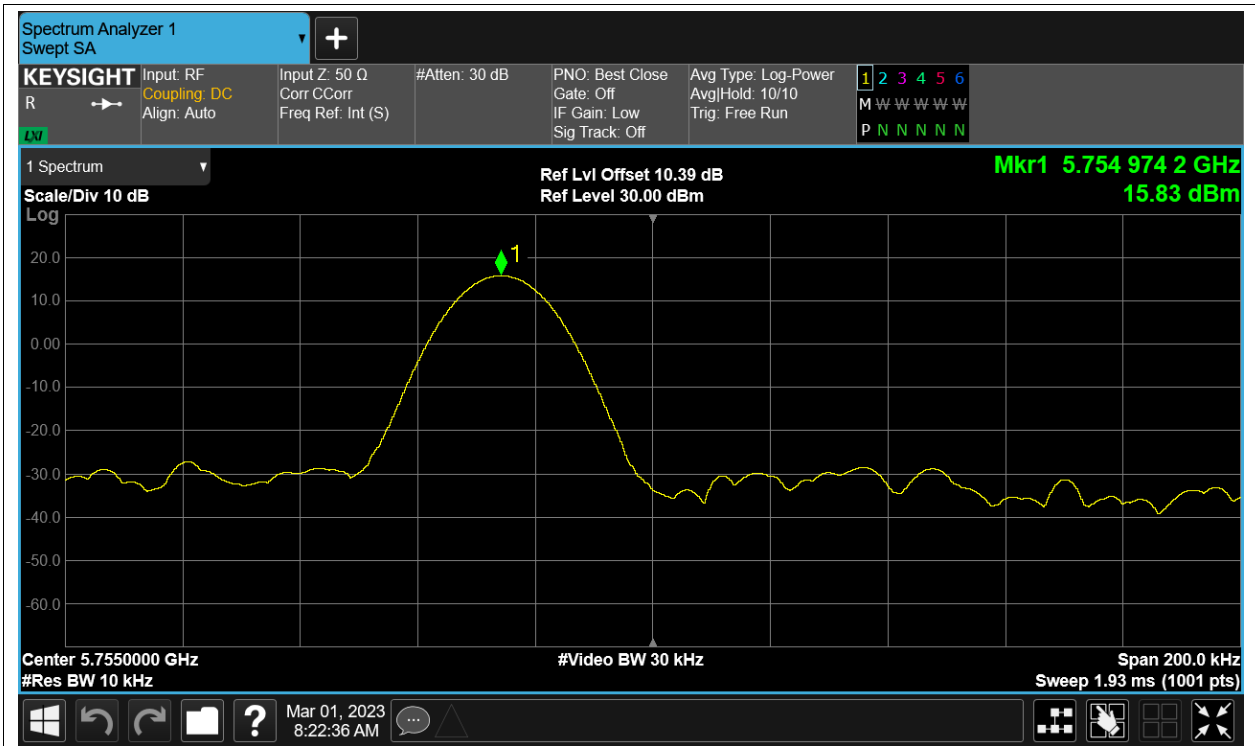 Spectrum Analyzer 1
Swept SA
KEYSIGHT
R
LXI
Input: RF
Coupling: DC
Align: Auto
Input Z: 50 Ω
Corr CCorr
Freq Ref: Int (S)
#Atten: 30 dB
PNO: Best Close
Gate: Off
IF Gain: Low
Sig Track: Off
Avg Type: Log-Power
Avg|Hold: 10/10
Trig: Free Run
1 2 3 4 5 6
M W W W W W
P N N N N N
1 Spectrum
Scale/Div 10 dB
Log
Ref Lvl Offset 10.39 dB
Ref Level 30.00 dBm
Mkr1 5.754 974 2 GHz
15.83 dBm
1
20.0
10.0
0.00
-10.0
-20.0
-30.0
-40.0
-50.0
-60.0
Center 5.7550000 GHz
#Video BW 30 kHz
Span 200.0 kHz
#Res BW 10 kHz
Sweep 1.93 ms (1001 pts)
?
Mar 01, 2023
8:22:36 AM